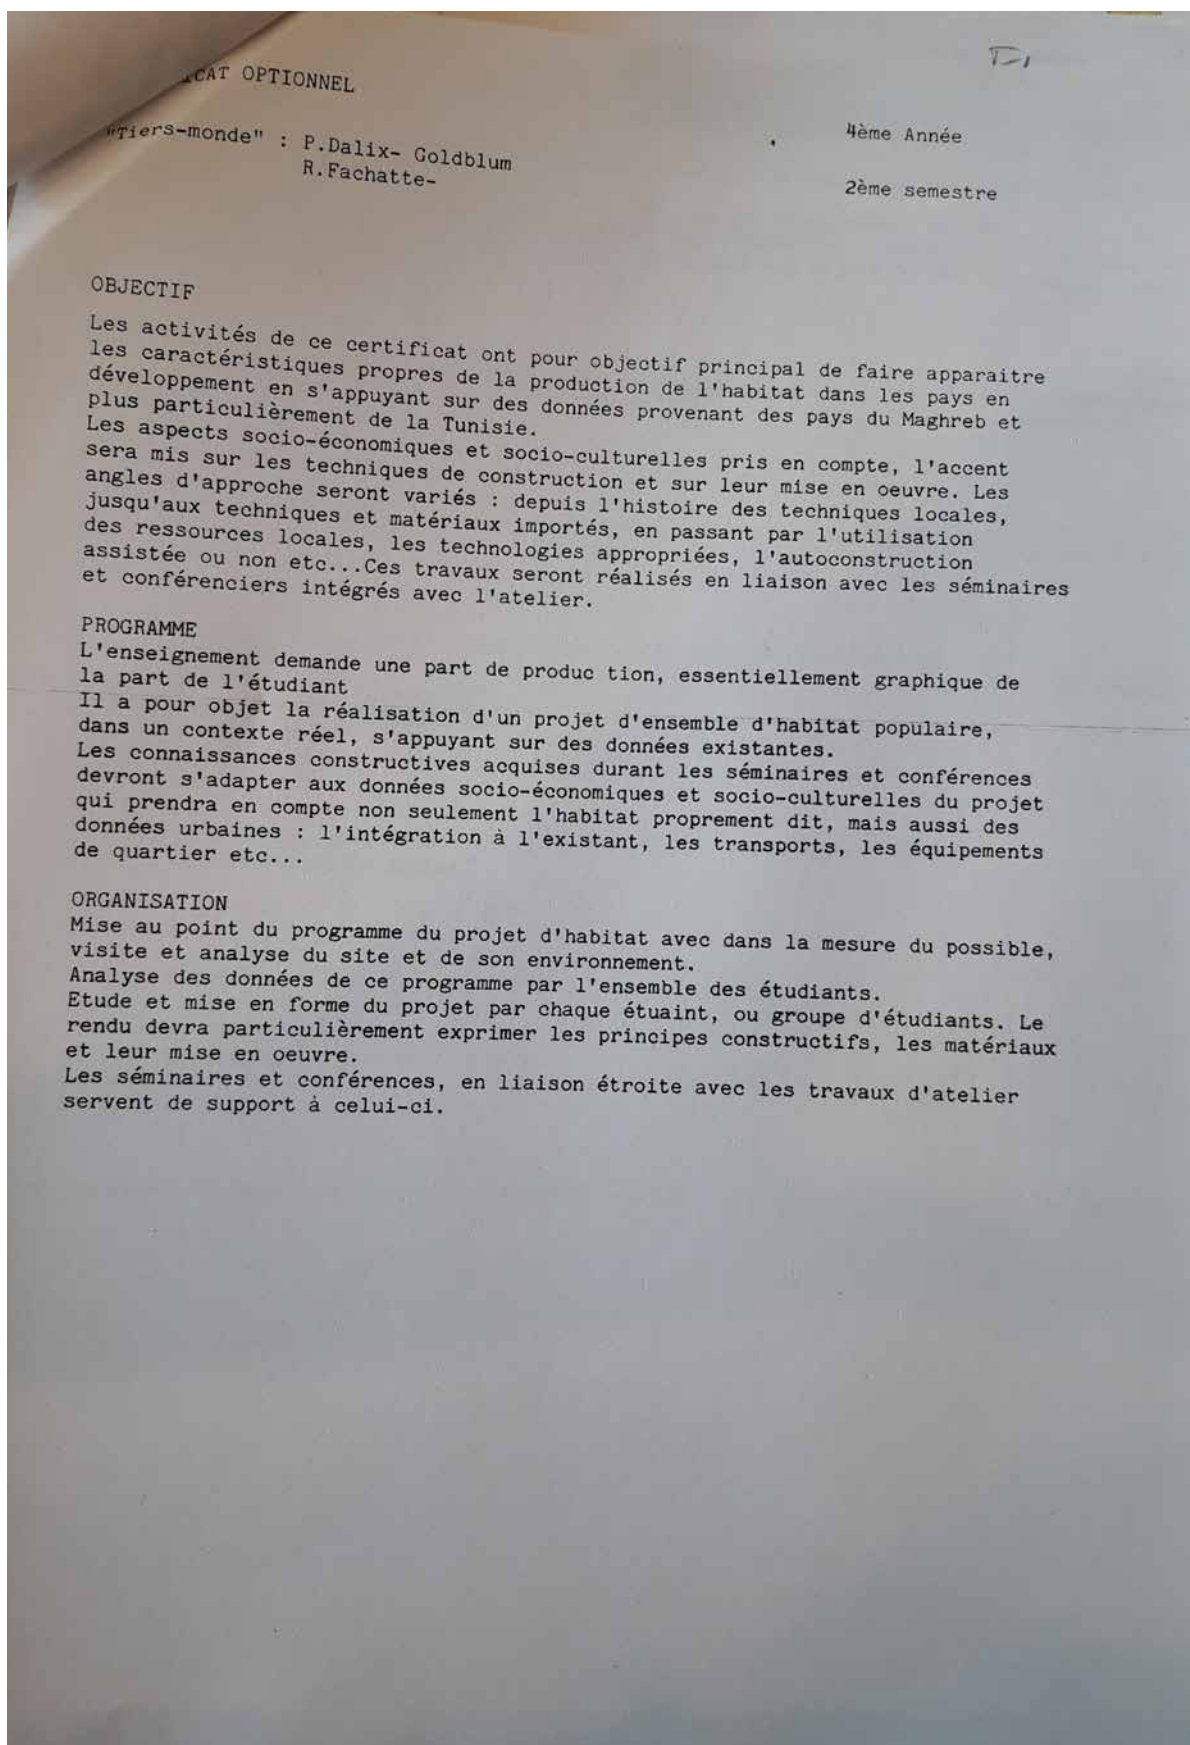 CAT OPTIONNEL
"Tiers-monde" : P.Dalix- Goldblum
R.Fachatte-
4ème Année
2ème semestre
OBJECTIF
Les activités de ce certificat ont pour objectif principal de faire apparaitre
les caractéristiques propres de la production de l'habitat dans les pays en
développement en s'appuyant sur des données provenant des pays du Maghreb et
plus particulièrement de la Tunisie.
Les aspects socio-économiques et socio-culturelles pris en compte, l'accent
sera mis sur les techniques de construction et sur leur mise en oeuvre. Les
angles d'approche seront variés : depuis l'histoire des techniques locales,
jusqu'aux techniques et matériaux importés, en passant par l'utilisation
des ressources locales, les technologies appropriées, l'autoconstruction
assistée ou non etc...Ces travaux seront réalisés en liaison avec les séminaires
et conférenciers intégrés avec l'atelier.
PROGRAMME
L'enseignement demande une part de produc tion, essentiellement graphique de
la part de l'étudiant
Il a pour objet la réalisation d'un projet d'ensemble d'habitat populaire,
dans un contexte réel, s'appuyant sur des données existantes.
Les connaissances constructives acquises durant les séminaires et conférences
devront s'adapter aux données socio-économiques et socio-culturelles du projet
qui prendra en compte non seulement l'habitat proprement dit, mais aussi des
données urbaines : l'intégration à l'existant, les transports, les équipements
de quartier etc...
ORGANISATION
Mise au point du programme du projet d'habitat avec dans la mesure du possible,
visite et analyse du site et de son environnement.
Analyse des données de ce programme par l'ensemble des étudiants.
Etude et mise en forme du projet par chaque étuaint, ou groupe d'étudiants. Le
rendu devra particulièrement exprimer les principes constructifs, les matériaux
et leur mise en oeuvre.
Les séminaires et conférences, en liaison étroite avec les travaux d'atelier
servent de support à celui-ci.